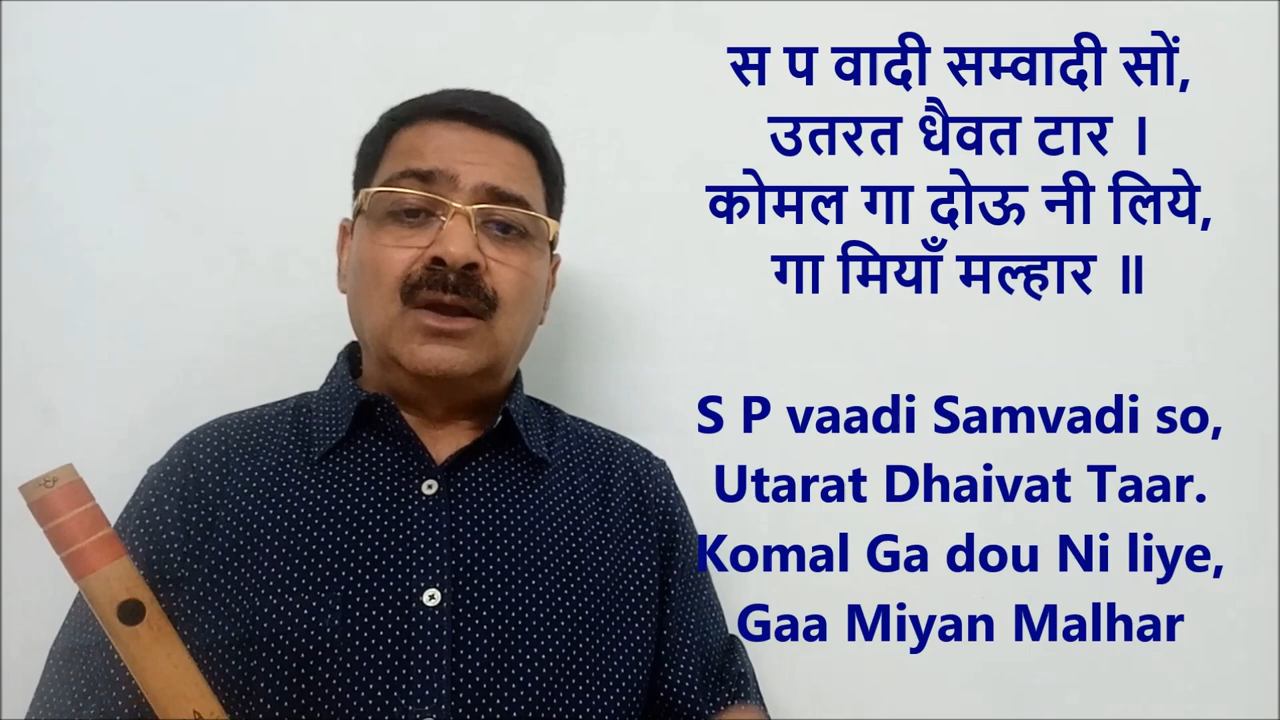 स प वादी सम्वादी सों,
उतरत धैवत टार ।
कोमल गा दोऊ नी लिये,
गा मियाँ मल्हार ॥
S P vaadi Samvadi so,
Utarat Dhaivat Taar.
Komal Ga dou Ni liye,
Gaa Miyan Malhar